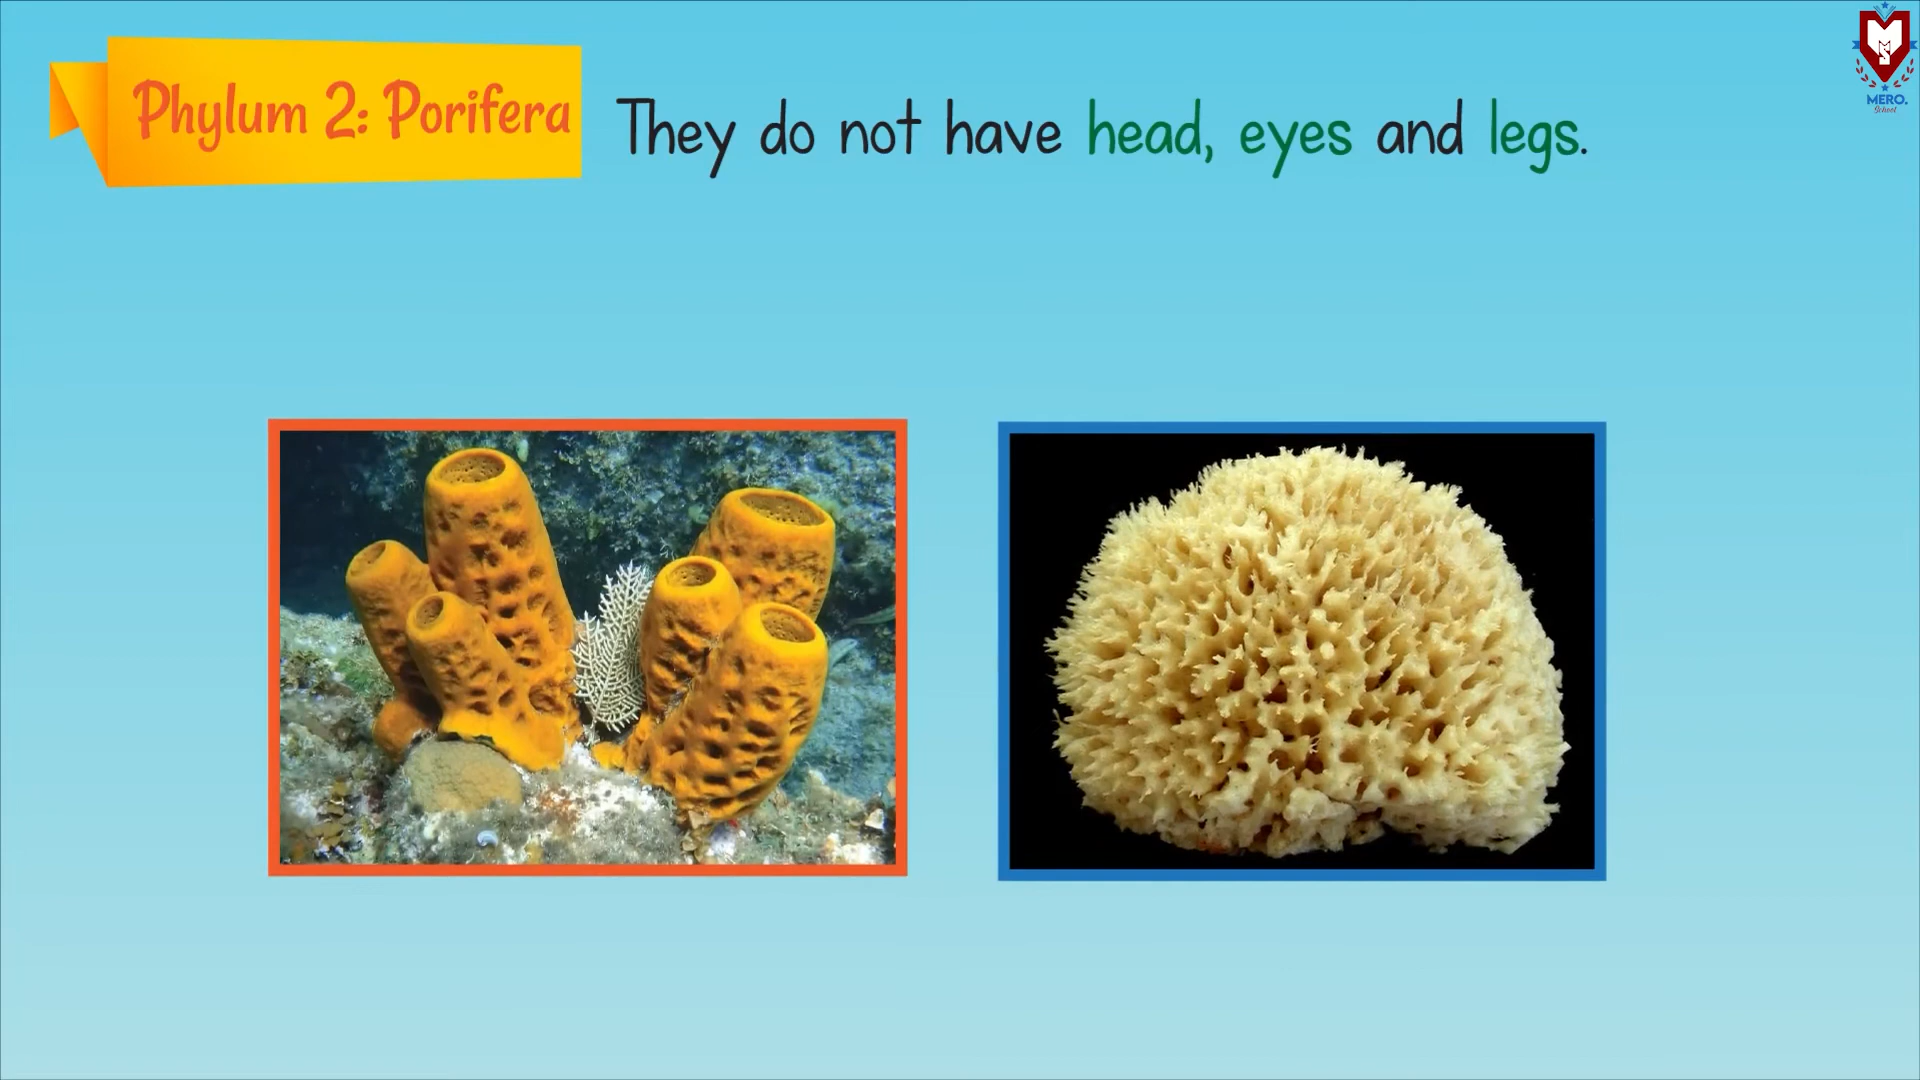 Phylum 2: Porifera
They do not have head, eyes and legs.
MERO.
School